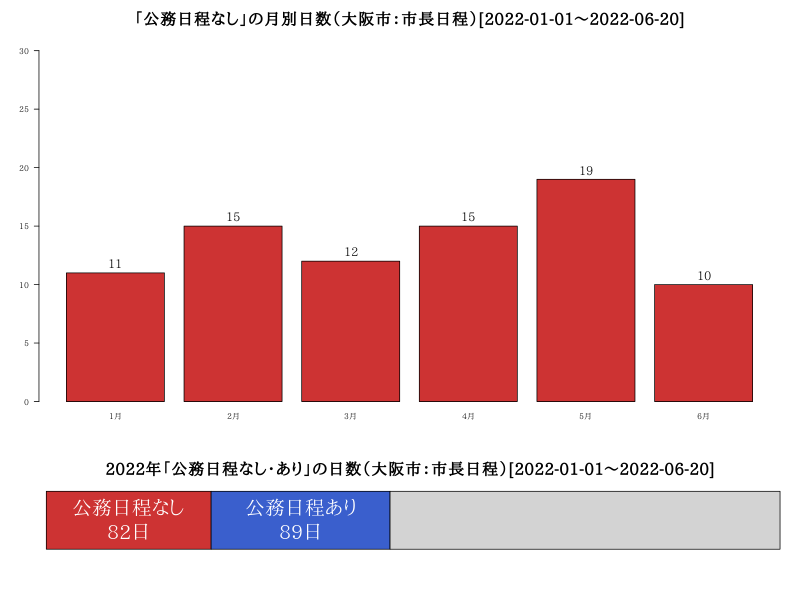 「公務日程なし」の月別日数（大阪市：市長日程）[2022-01-01～2022-06-20]
30
25
20
15
10
5
0
11
15
12
15
19
10
1月
2月
3月
4月
5月
6月
2022年「公務日程なし・あり」の日数（大阪市：市長日程）[2022-01-01～2022-06-20]
公務日程なし
82日
公務日程あり
89日